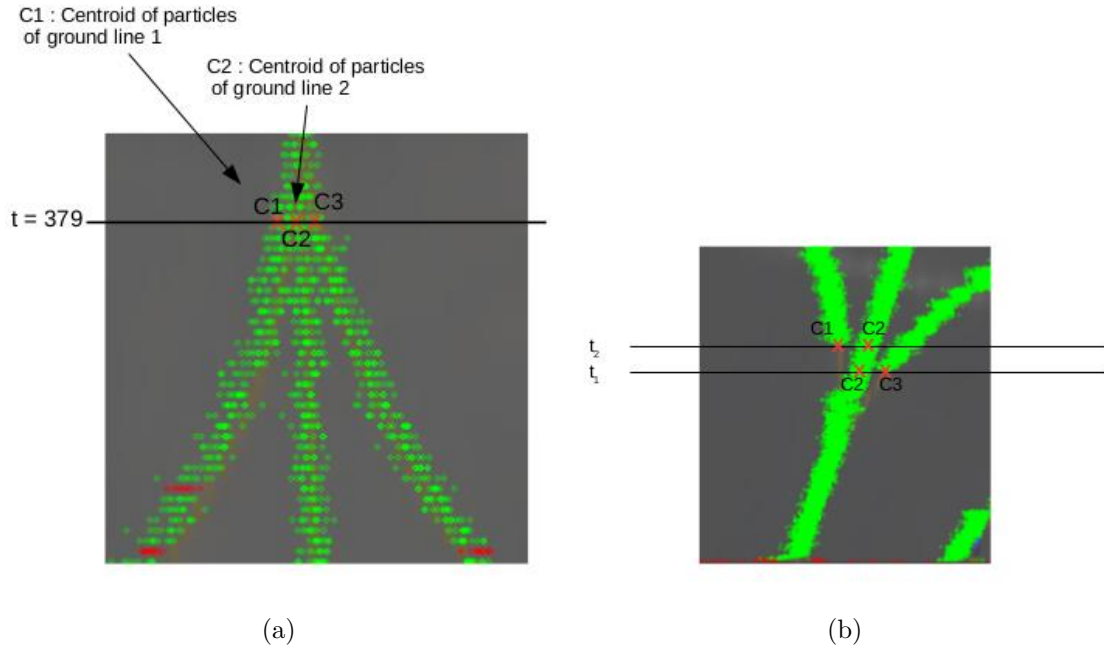 C1 : Centroid of particles
of ground line 1
C2 : Centroid of particles
of ground line 2
C1
C3
t = 379
C2
C1
C2
t2
t1
C2
C3
(a)
(b)